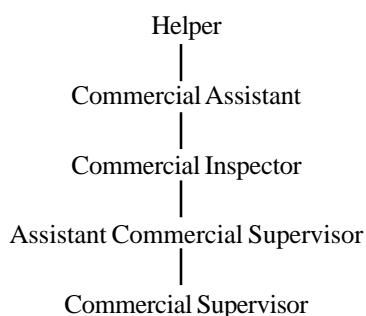 Helper
Commercial Assistant
Commercial Inspector
Assistant Commercial Supervisor
Commercial Supervisor